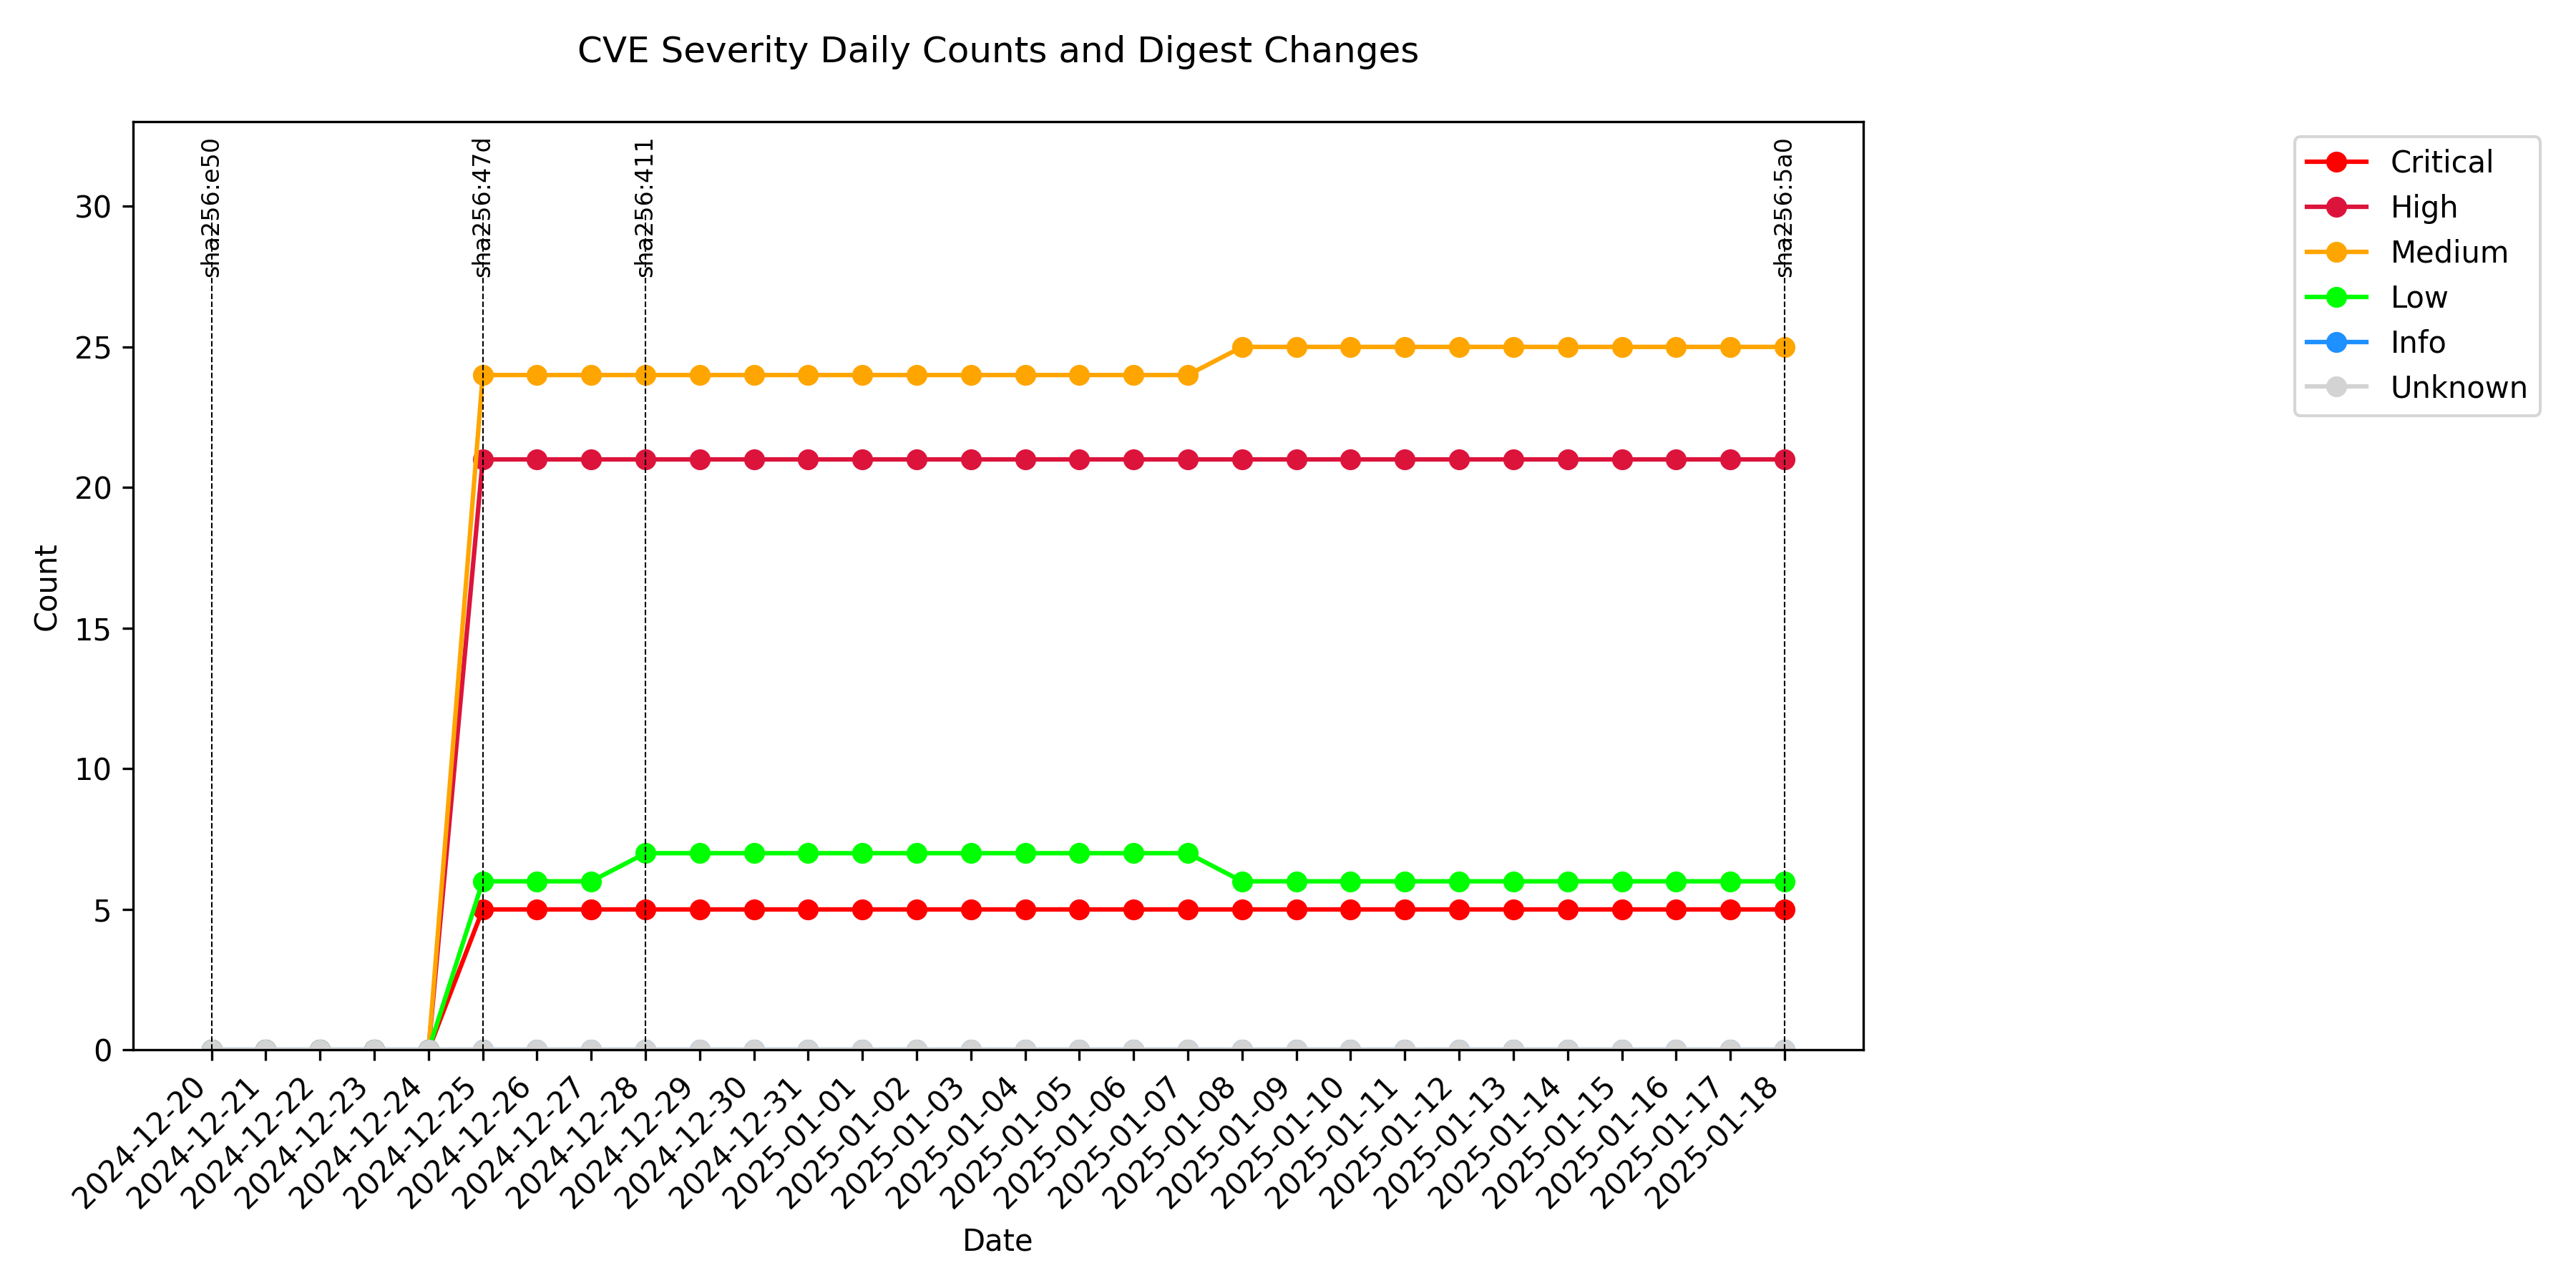 CVE Severity Daily Counts and Digest Changes
sha256:e50
sha256:47d
sha256:411
sha256:5a0
Critical
High
Medium
Low
Info
Unknown
30
25
20
15
10
5
0
Count
2024-12-20
2024-12-21
2024-12-22
2024-12-23
2024-12-24
2024-12-25
2024-12-26
2024-12-27
2024-12-28
2024-12-29
2024-12-30
2024-12-31
2025-01-01
2025-01-02
2025-01-03
2025-01-04
2025-01-05
2025-01-06
2025-01-07
2025-01-08
2025-01-09
2025-01-10
2025-01-11
2025-01-12
2025-01-13
2025-01-14
2025-01-15
2025-01-16
2025-01-17
2025-01-18
Date